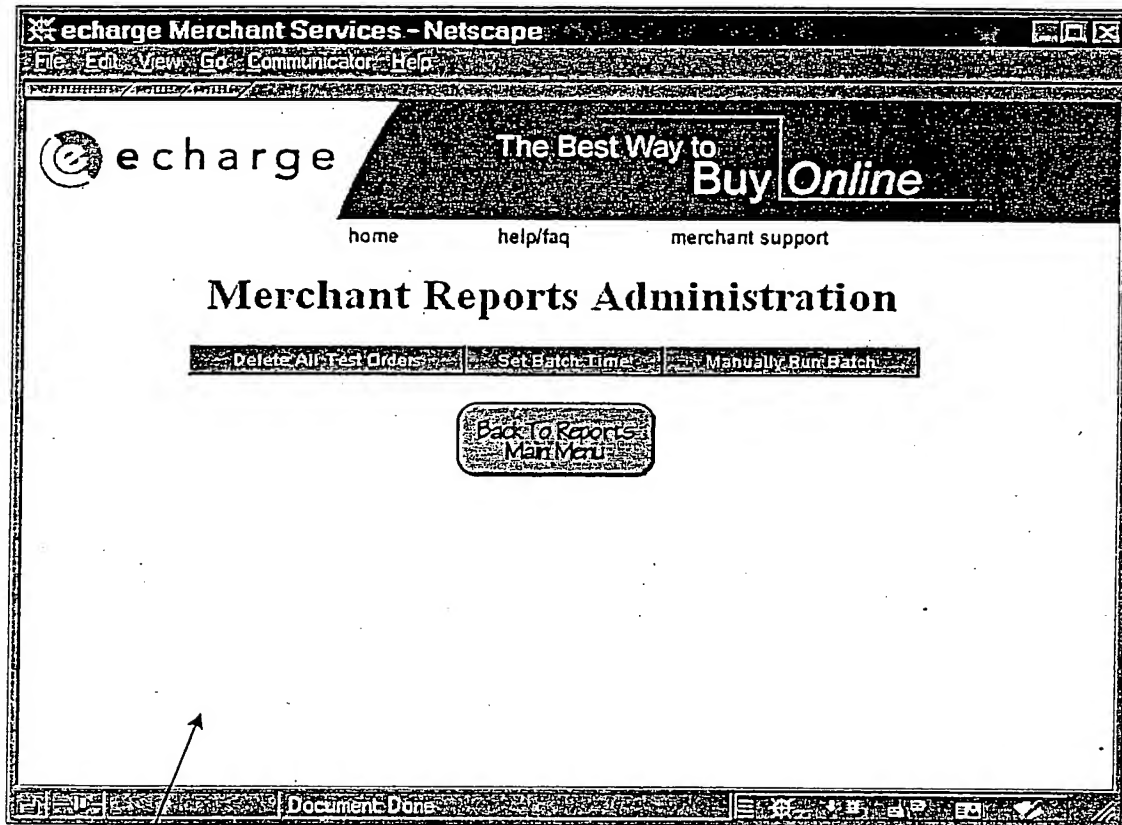 echarge Merchant Services - Netscape
File Edit View Go Communicator Help
echarge
The Best Way to
Buy Online
home help/faq merchant support
Merchant Reports Administration
Delete All Test Orders Set Batch Time Manually Run Batch
Back To Reports
Main Menu
Document: Done